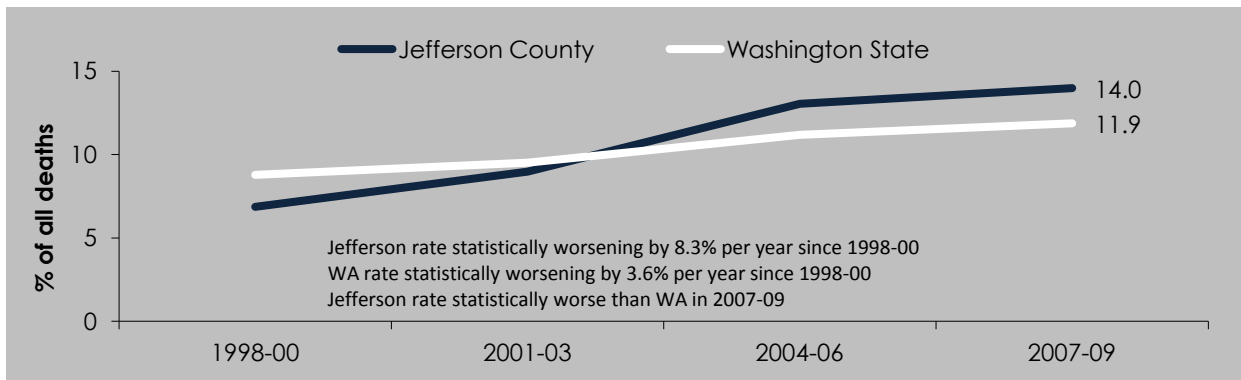 Jefferson County
Washington State
% of all deaths
15
10
5
0
14.0
11.9
Jefferson rate statistically worsening by 8.3% per year since 1998-00
WA rate statistically worsening by 3.6% per year since 1998-00
Jefferson rate statistically worse than WA in 2007-09
1998-00
2001-03
2004-06
2007-09